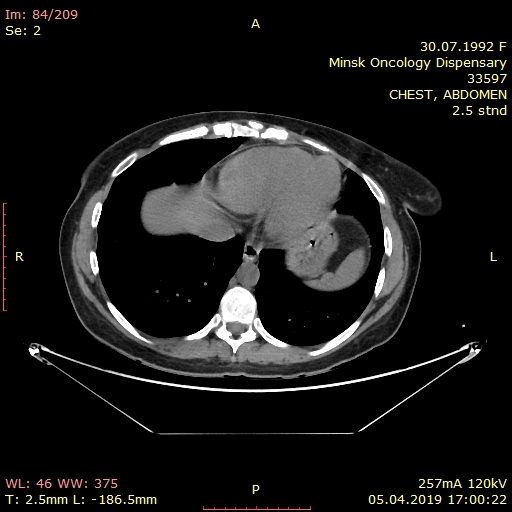 Im: 84/209
Se: 2
A
30.07.1992 F
Minsk Oncology Dispensary
33597
CHEST, ABDOMEN
2.5 stnd
R
L
WL: 46 WW: 375
T: 2.5mm L: -186.5mm
P
257mA 120kV
05.04.2019 17:00:22